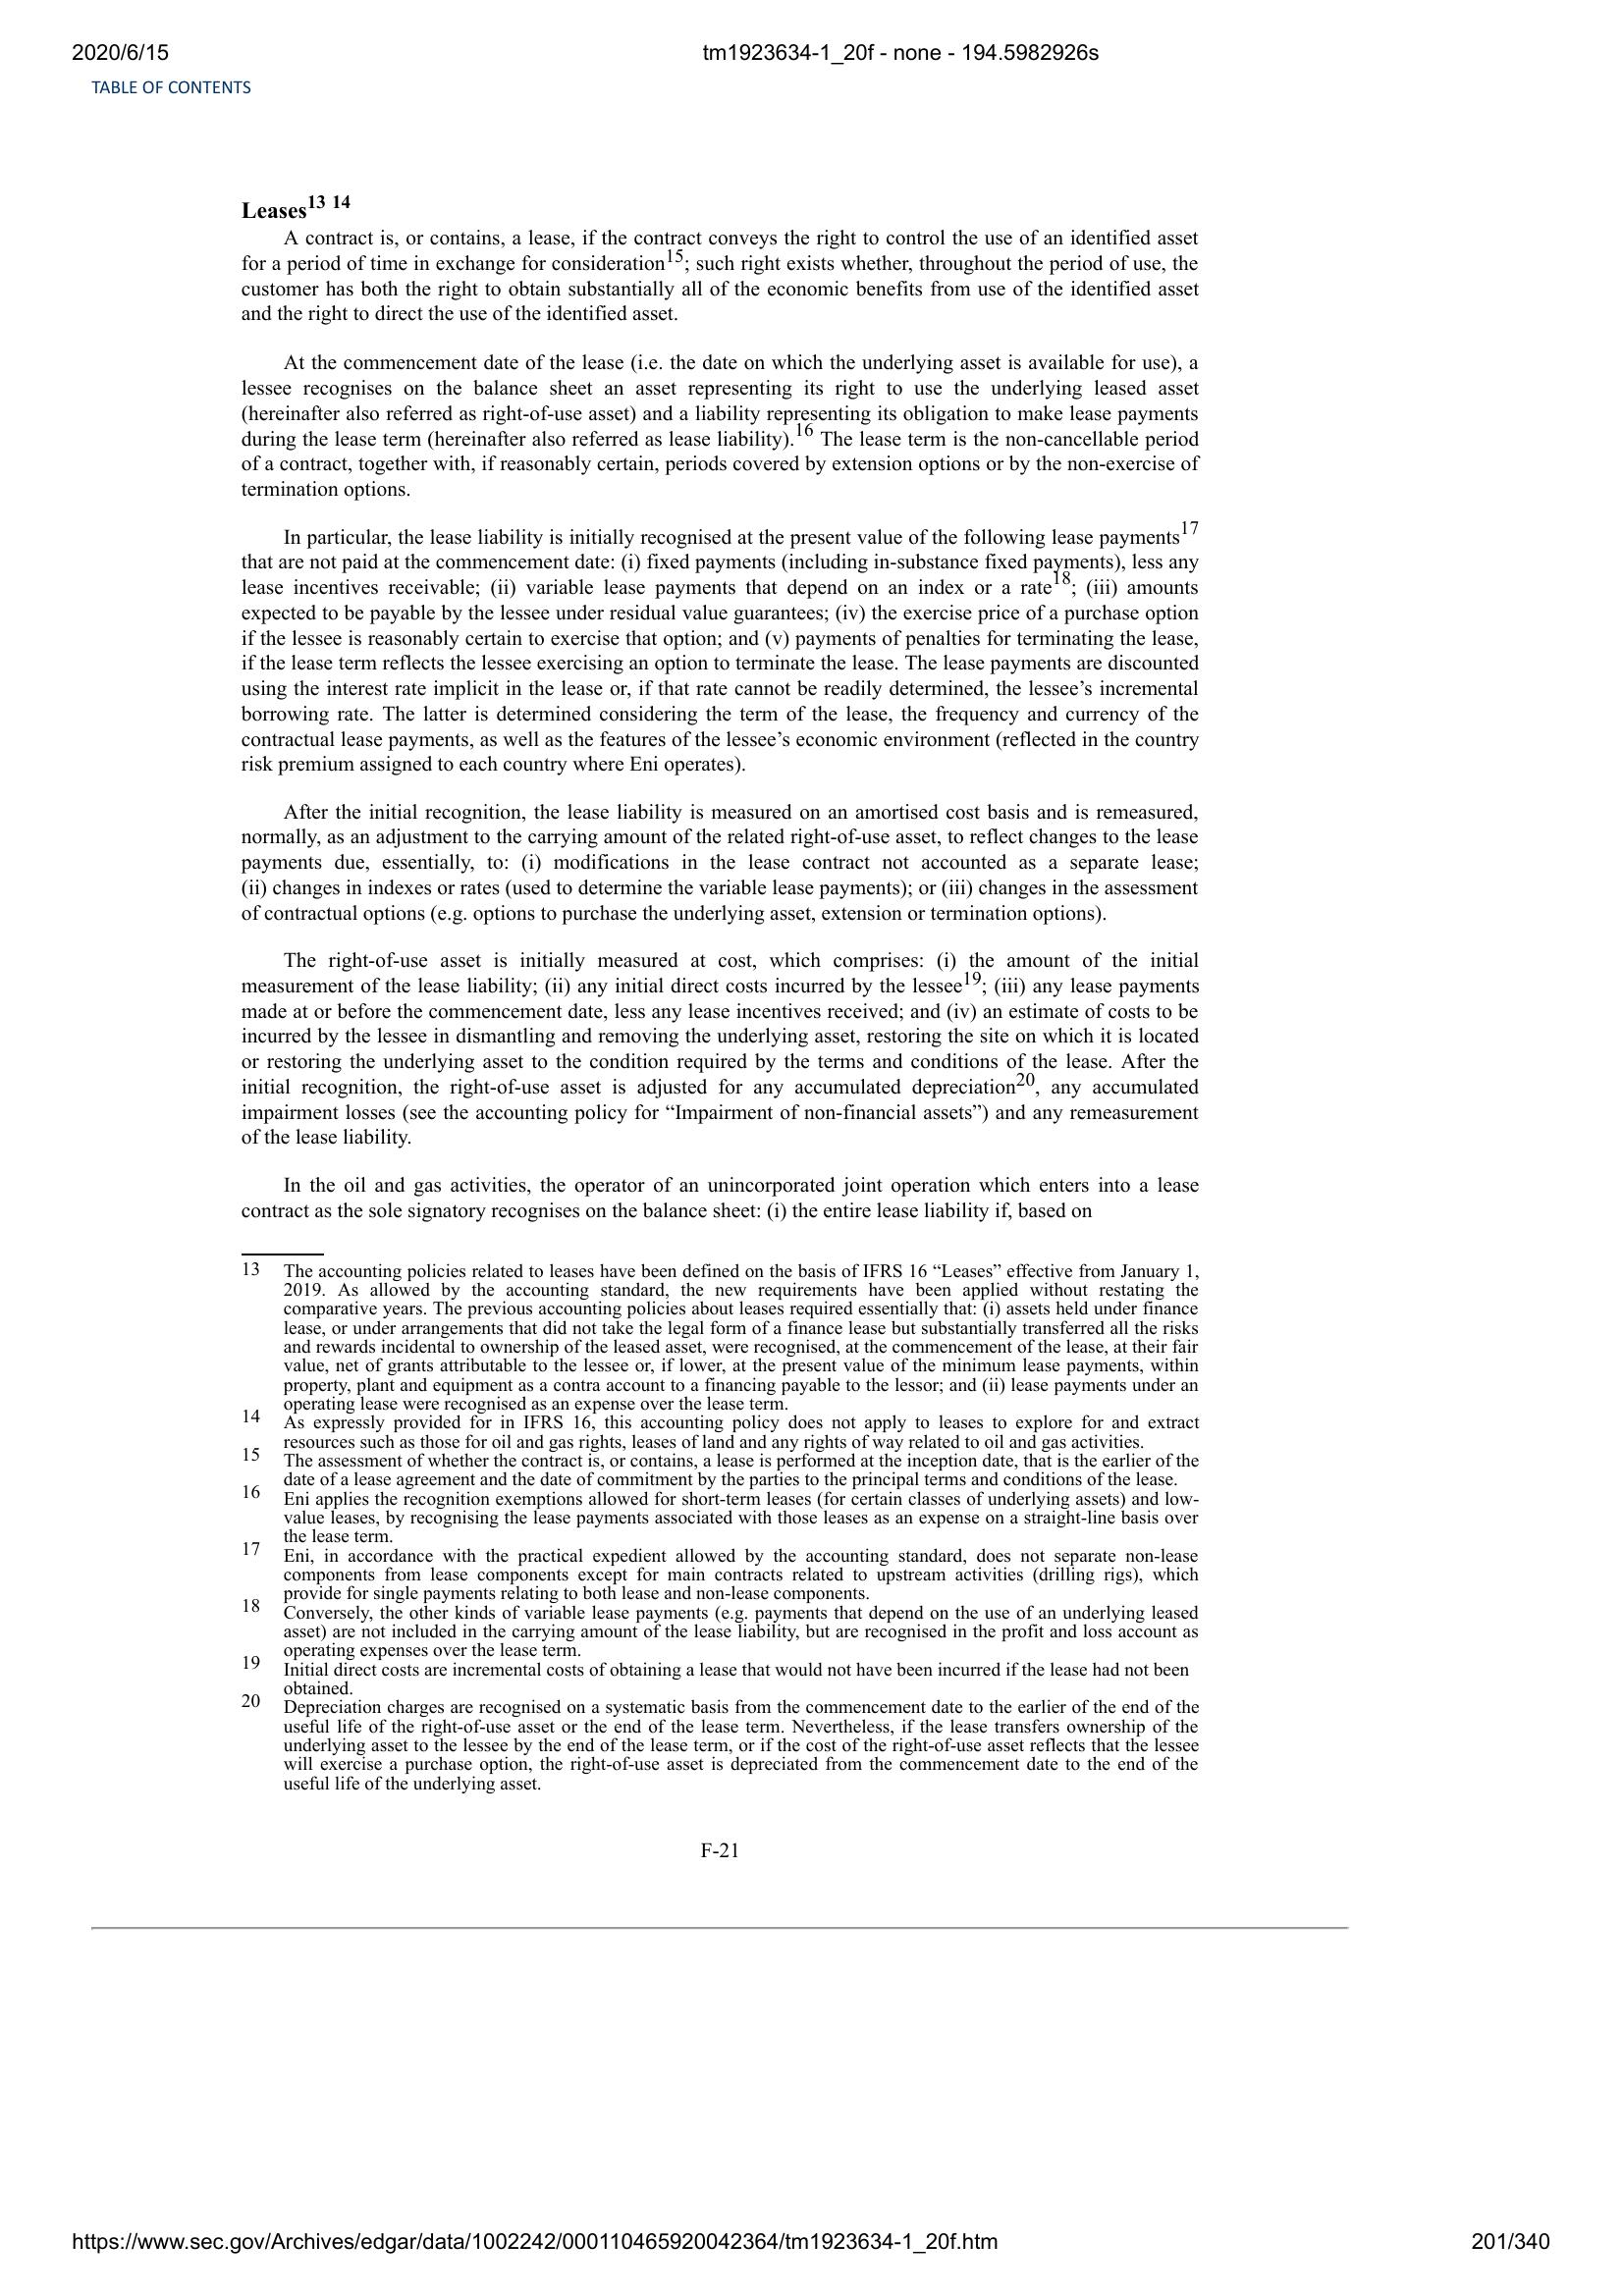 2020/6/15 tm1923634-1_20f - none - 194.5982926s
TABLE OF CONTENTS
Leases13 14
A contract is, or contains, a lease, if the contract conveys the right to control the use of an identified asset
for a period of time in exchange for consideration15; such right exists whether, throughout the period of use, the
customer has both the right to obtain substantially all of the economic benefits from use of the identified asset
and the right to direct the use of the identified asset.
At the commencement date of the lease (i.e. the date on which the underlying asset is available for use), a
lessee recognises on the balance sheet an asset representing its right to use the underlying leased asset
(hereinafter also referred as right-of-use asset) and a liability representing its obligation to make lease payments
during the lease term (hereinafter also referred as lease liability).16 The lease term is the non-cancellable period
of a contract, together with, if reasonably certain, periods covered by extension options or by the non-exercise of
termination options.
In particular, the lease liability is initially recognised at the present value of the following lease payments17
that are not paid at the commencement date: (i) fixed payments (including in-substance fixed payments), less any
lease incentives receivable; (ii) variable lease payments that depend on an index or a rate18; (iii) amounts
expected to be payable by the lessee under residual value guarantees; (iv) the exercise price of a purchase option
if the lessee is reasonably certain to exercise that option; and (v) payments of penalties for terminating the lease,
if the lease term reflects the lessee exercising an option to terminate the lease. The lease payments are discounted
using the interest rate implicit in the lease or, if that rate cannot be readily determined, the lessee’s incremental
borrowing rate. The latter is determined considering the term of the lease, the frequency and currency of the
contractual lease payments, as well as the features of the lessee’s economic environment (reflected in the country
risk premium assigned to each country where Eni operates).
After the initial recognition, the lease liability is measured on an amortised cost basis and is remeasured,
normally, as an adjustment to the carrying amount of the related right-of-use asset, to reflect changes to the lease
payments due, essentially, to: (i) modifications in the lease contract not accounted as a separate lease;
(ii) changes in indexes or rates (used to determine the variable lease payments); or (iii) changes in the assessment
of contractual options (e.g. options to purchase the underlying asset, extension or termination options).
The right-of-use asset is initially measured at cost, which comprises: (i) the amount of the initial
measurement of the lease liability; (ii) any initial direct costs incurred by the lessee19; (iii) any lease payments
made at or before the commencement date, less any lease incentives received; and (iv) an estimate of costs to be
incurred by the lessee in dismantling and removing the underlying asset, restoring the site on which it is located
or restoring the underlying asset to the condition required by the terms and conditions of the lease. After the
initial recognition, the right-of-use asset is adjusted for any accumulated depreciation20, any accumulated
impairment losses (see the accounting policy for “Impairment of non-financial assets”) and any remeasurement
of the lease liability.
In the oil and gas activities, the operator of an unincorporated joint operation which enters into a lease
contract as the sole signatory recognises on the balance sheet: (i) the entire lease liability if, based on
13 The accounting policies related to leases have been defined on the basis of IFRS 16 “Leases” effective from January 1,
2019. As allowed by the accounting standard, the new requirements have been applied without restating the
comparative years. The previous accounting policies about leases required essentially that: (i) assets held under finance
lease, or under arrangements that did not take the legal form of a finance lease but substantially transferred all the risks
and rewards incidental to ownership of the leased asset, were recognised, at the commencement of the lease, at their fair
value, net of grants attributable to the lessee or, if lower, at the present value of the minimum lease payments, within
property, plant and equipment as a contra account to a financing payable to the lessor; and (ii) lease payments under an
operating lease were recognised as an expense over the lease term.
14 As expressly provided for in IFRS 16, this accounting policy does not apply to leases to explore for and extract
resources such as those for oil and gas rights, leases of land and any rights of way related to oil and gas activities.
15 The assessment of whether the contract is, or contains, a lease is performed at the inception date, that is the earlier of the
date of a lease agreement and the date of commitment by the parties to the principal terms and conditions of the lease.
16 Eni applies the recognition exemptions allowed for short-term leases (for certain classes of underlying assets) and low-
value leases, by recognising the lease payments associated with those leases as an expense on a straight-line basis over
the lease term.
17 Eni, in accordance with the practical expedient allowed by the accounting standard, does not separate non-lease
components from lease components except for main contracts related to upstream activities (drilling rigs), which
provide for single payments relating to both lease and non-lease components.
18 Conversely, the other kinds of variable lease payments (e.g. payments that depend on the use of an underlying leased
asset) are not included in the carrying amount of the lease liability, but are recognised in the profit and loss account as
operating expenses over the lease term.
19 Initial direct costs are incremental costs of obtaining a lease that would not have been incurred if the lease had not been
obtained.
20 Depreciation charges are recognised on a systematic basis from the commencement date to the earlier of the end of the
useful life of the right-of-use asset or the end of the lease term. Nevertheless, if the lease transfers ownership of the
underlying asset to the lessee by the end of the lease term, or if the cost of the right-of-use asset reflects that the lessee
will exercise a purchase option, the right-of-use asset is depreciated from the commencement date to the end of the
useful life of the underlying asset.
F-21
https://www.sec.gov/Archives/edgar/data/1002242/000110465920042364/tm1923634-1_20f.htm 201/340